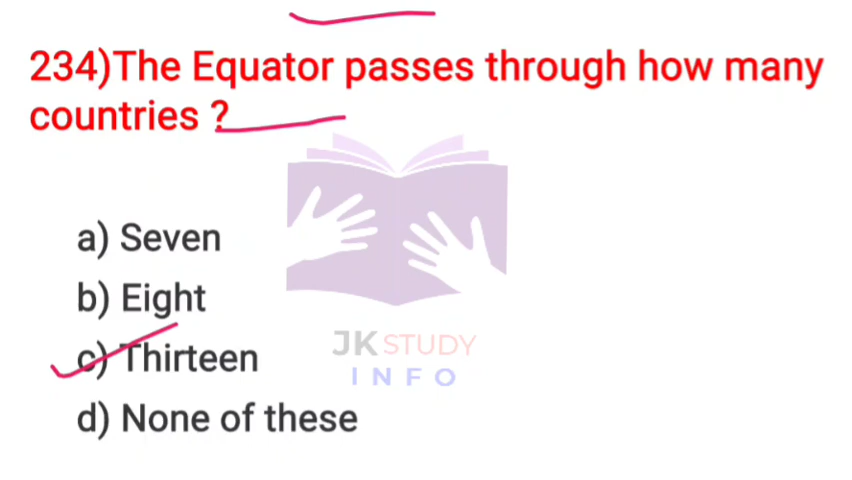 234)The Equator passes through how many
countries ?
a) Seven
b) Eight
c) Thirteen
d) None of these
JK STUDY
INFO